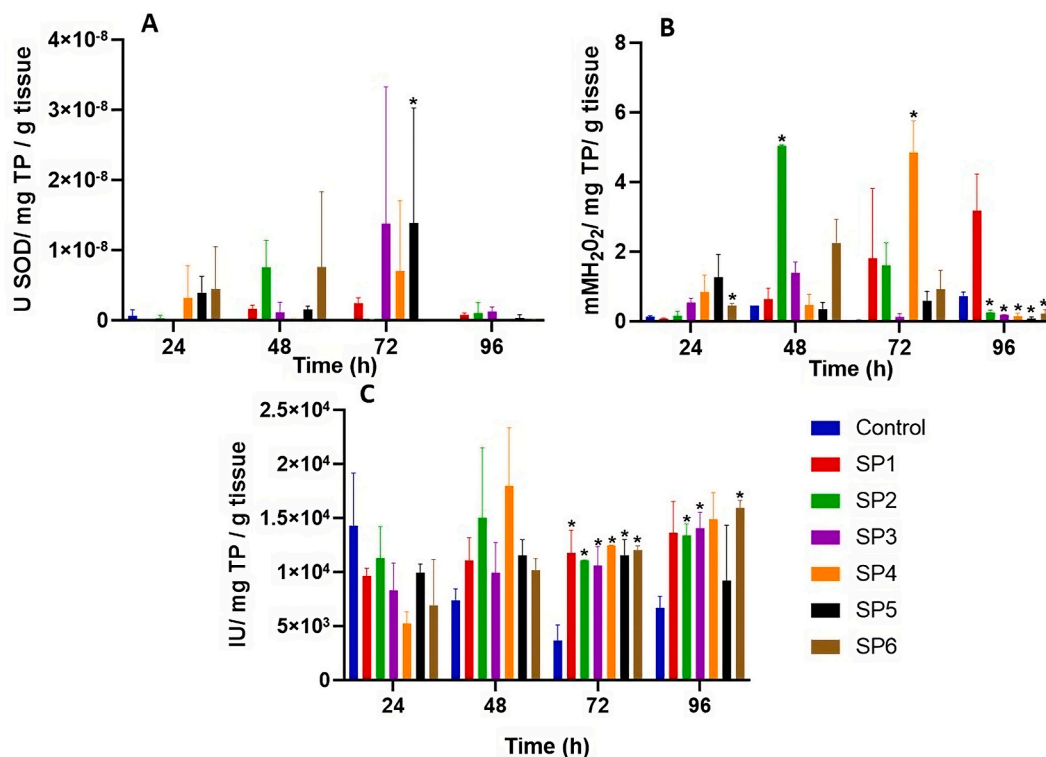 A
U SOD/ mg TP / g tissue
4×10-8
3×10-8
2×10-8
1×10-8
0
24 48 72 96
Time (h)
*
B
mMH2O2/ mg TP/ g tissue
8
6
4
2
0
24 48 72 96
Time (h)
* * * * * * * *
C
IU/ mg TP / g tissue
2.5×104
2×104
1.5×104
1×104
5×103
0
24 48 72 96
Time (h)
* * * * * * * * *
Control
SP1
SP2
SP3
SP4
SP5
SP6